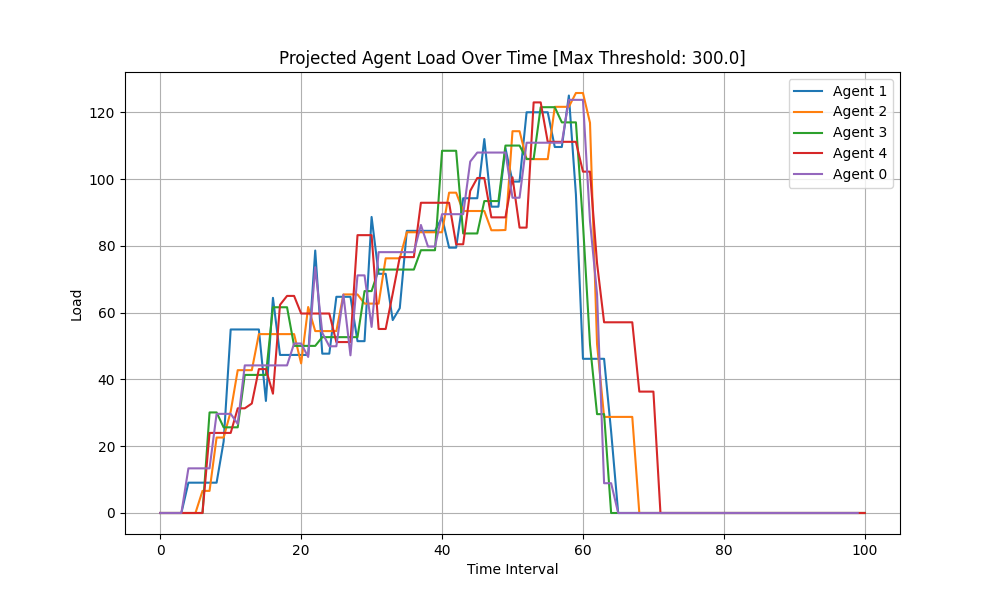 Projected Agent Load Over Time [Max Threshold: 300.0]
Agent 1
Agent 2
Agent 3
Agent 4
Agent 0
Load
120
100
80
60
40
20
0
0 20 40 60 80 100
Time Interval